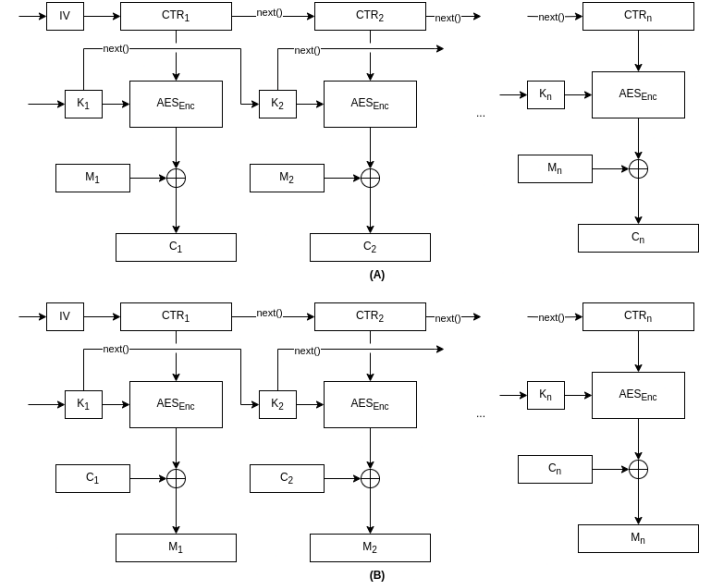 IV CTR1 next() CTR2 next() next() CTRn
next() next()
K1 AESEnc K2 AESEnc ... Kn AESEnc
M1 M2 Mn
C1 C2 Cn
(A)
IV CTR1 next() CTR2 next() next() CTRn
next() next()
K1 AESEnc K2 AESEnc ... Kn AESEnc
C1 C2 Cn
M1 M2 Mn
(B)